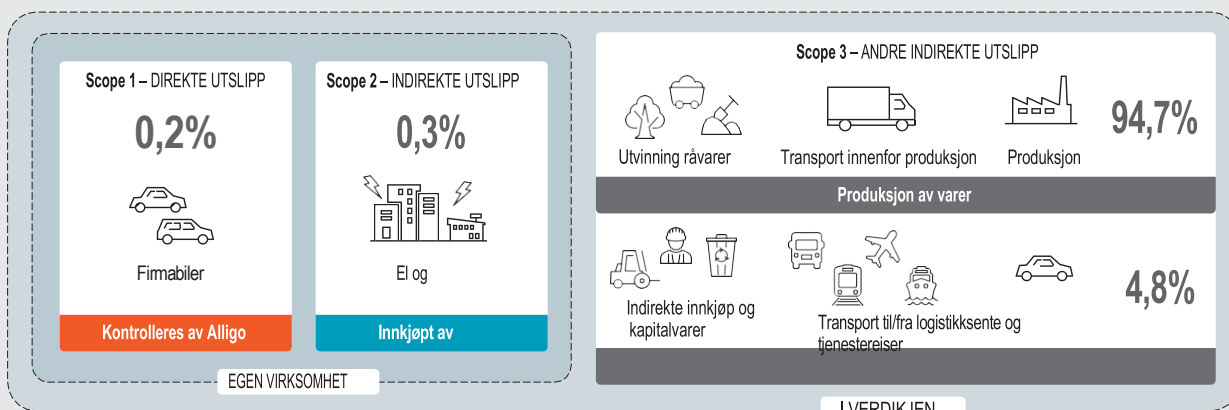 Scope 1 – DIREKTE UTSLIPP
0,2%
Firmabiler
Kontrolleres av Alligo
Scope 2 – INDIREKTE UTSLIPP
0,3%
El og
Innkjøpt av
EGEN VIRKSOMHET
Scope 3 – ANDRE INDIREKTE UTSLIPP
Utvinning råvarer
Transport innenfor produksjon
Produksjon
94,7%
Produksjon av varer
Indirekte innkjøp og
kapitalvarer
Transport til/fra logistikksente og
tjenestereiser
4,8%
I VERDIKJEN